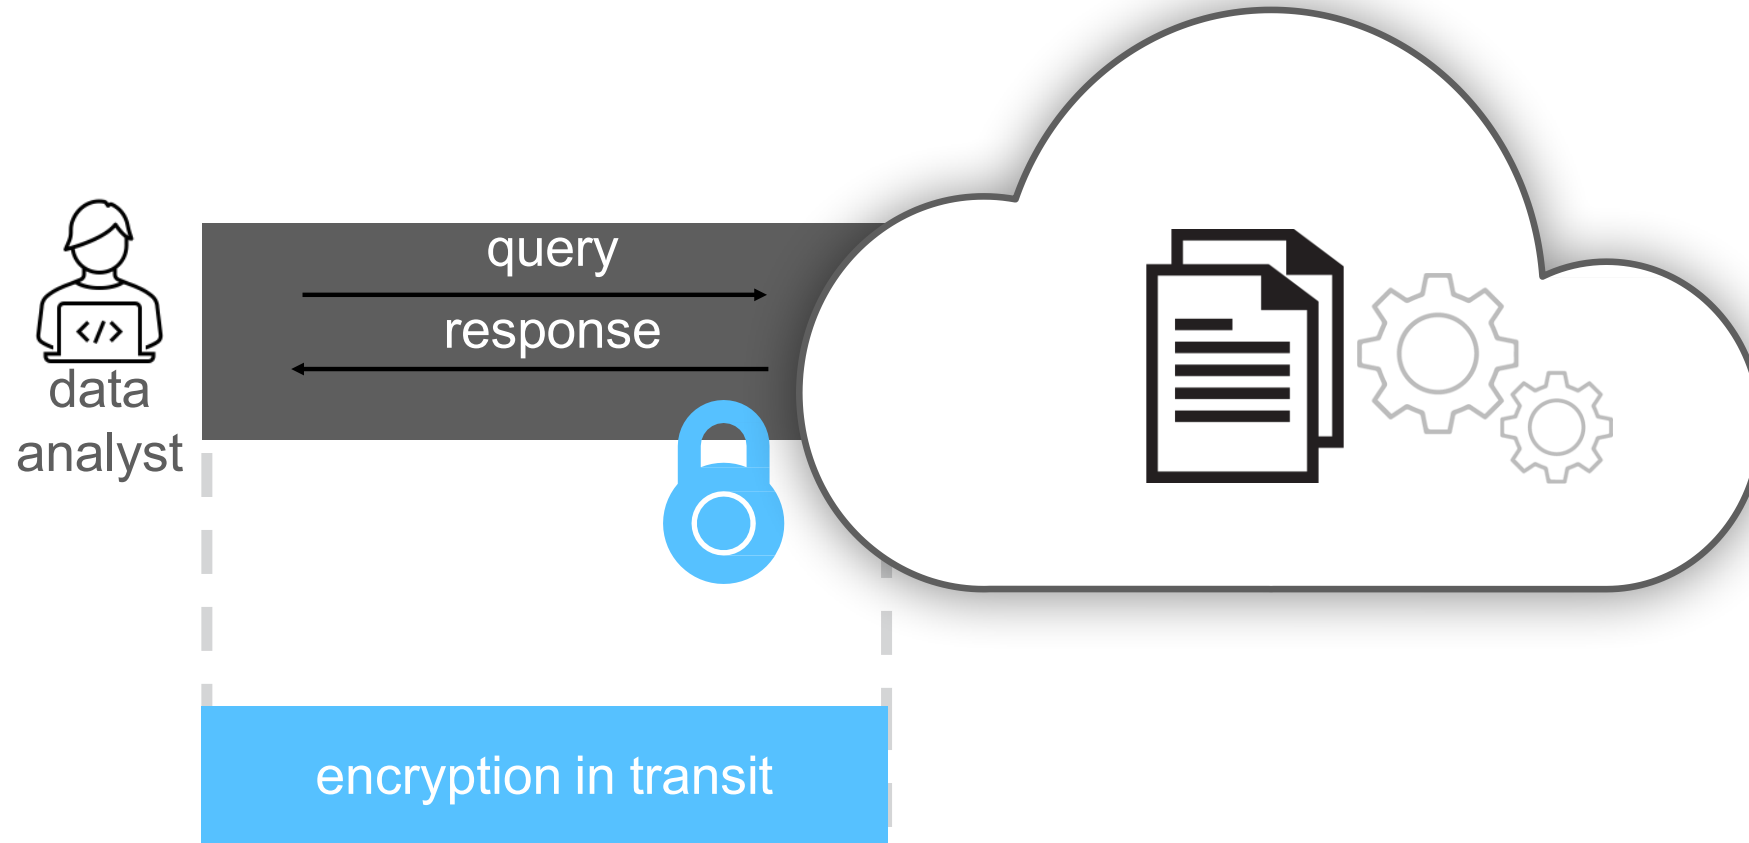 query
response
</>
data
analyst
encryption in transit